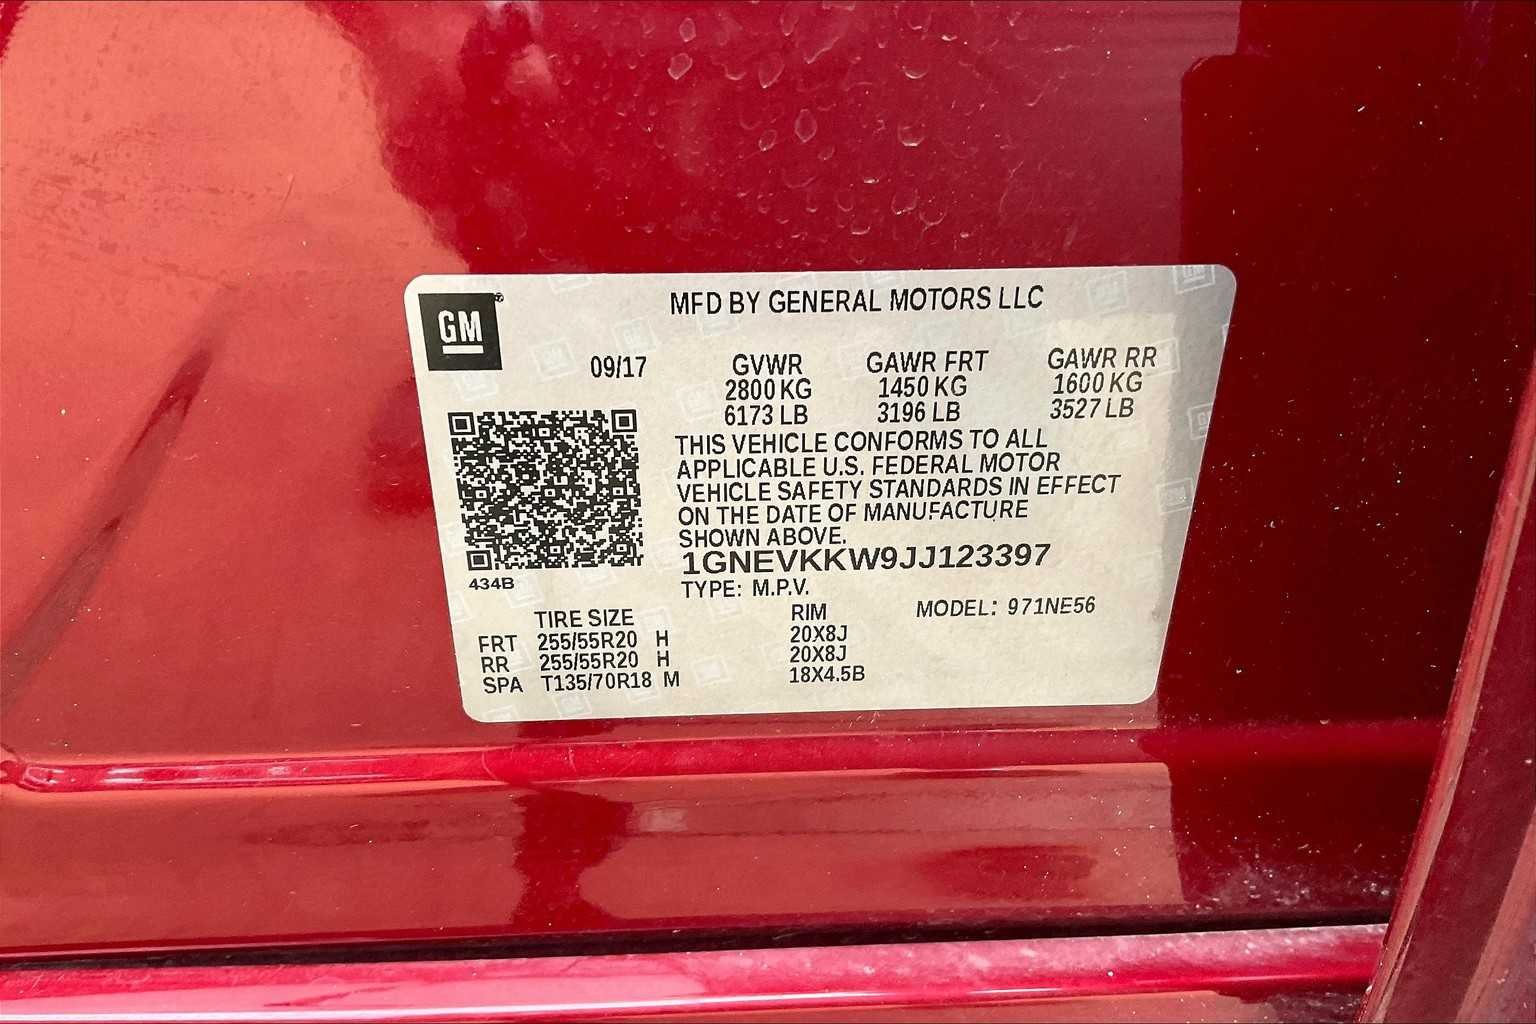 GM
MFD BY GENERAL MOTORS LLC
09/17 GVWR GAWR FRT GAWR RR
2800 KG 1450 KG 1600 KG
6173 LB 3196 LB 3527 LB
THIS VEHICLE CONFORMS TO ALL
APPLICABLE U.S. FEDERAL MOTOR
VEHICLE SAFETY STANDARDS IN EFFECT
ON THE DATE OF MANUFACTURE
SHOWN ABOVE.
1GNEVKKW9JJ123397
434B
TYPE: M.P.V.
TIRE SIZE RIM MODEL: 971NE56
FRT 255/55R20 H 20X8J
RR 255/55R20 H 20X8J
SPA T135/70R18 M 18X4.5B